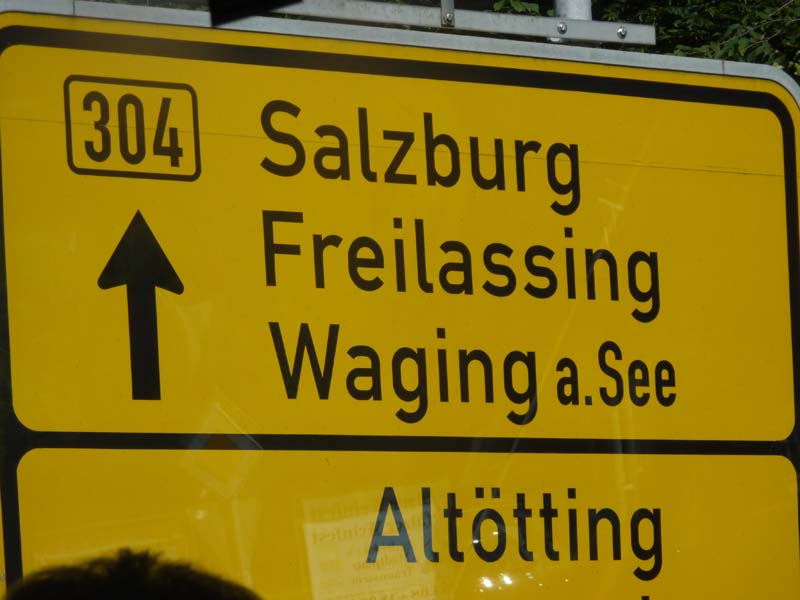 304
Salzburg
Freilassing
Waging a.See
Altötting